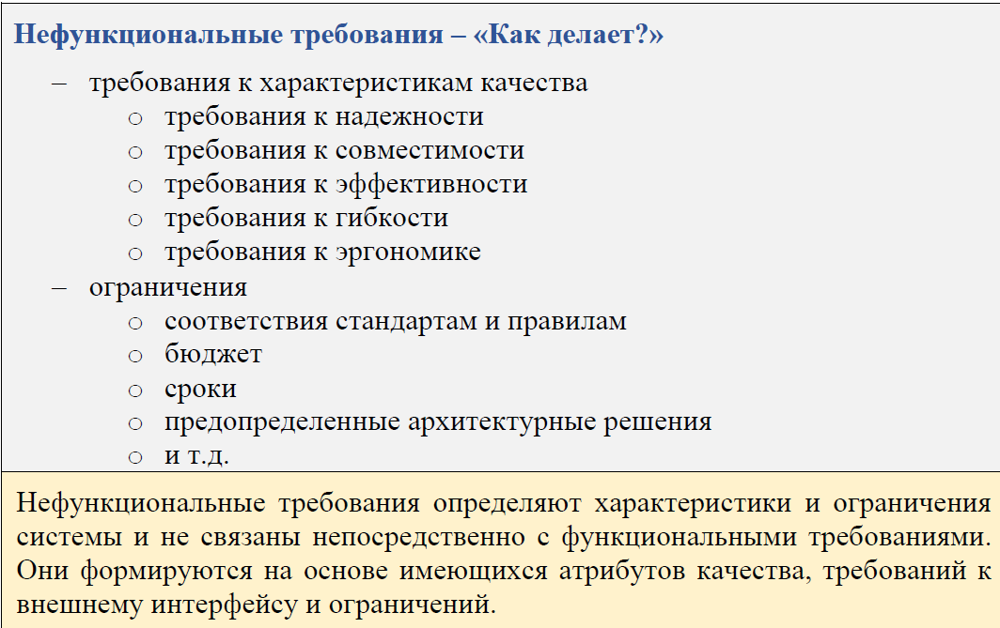 Нефункциональные требования – «Как делает?»
– требования к характеристикам качества
o требования к надежности
o требования к совместимости
o требования к эффективности
o требования к гибкости
o требования к эргономике
– ограничения
o соответствия стандартам и правилам
o бюджет
o сроки
o предопределенные архитектурные решения
o и т.д.
Нефункциональные требования определяют характеристики и ограничения
системы и не связаны непосредственно с функциональными требованиями.
Они формируются на основе имеющихся атрибутов качества, требований к
внешнему интерфейсу и ограничений.